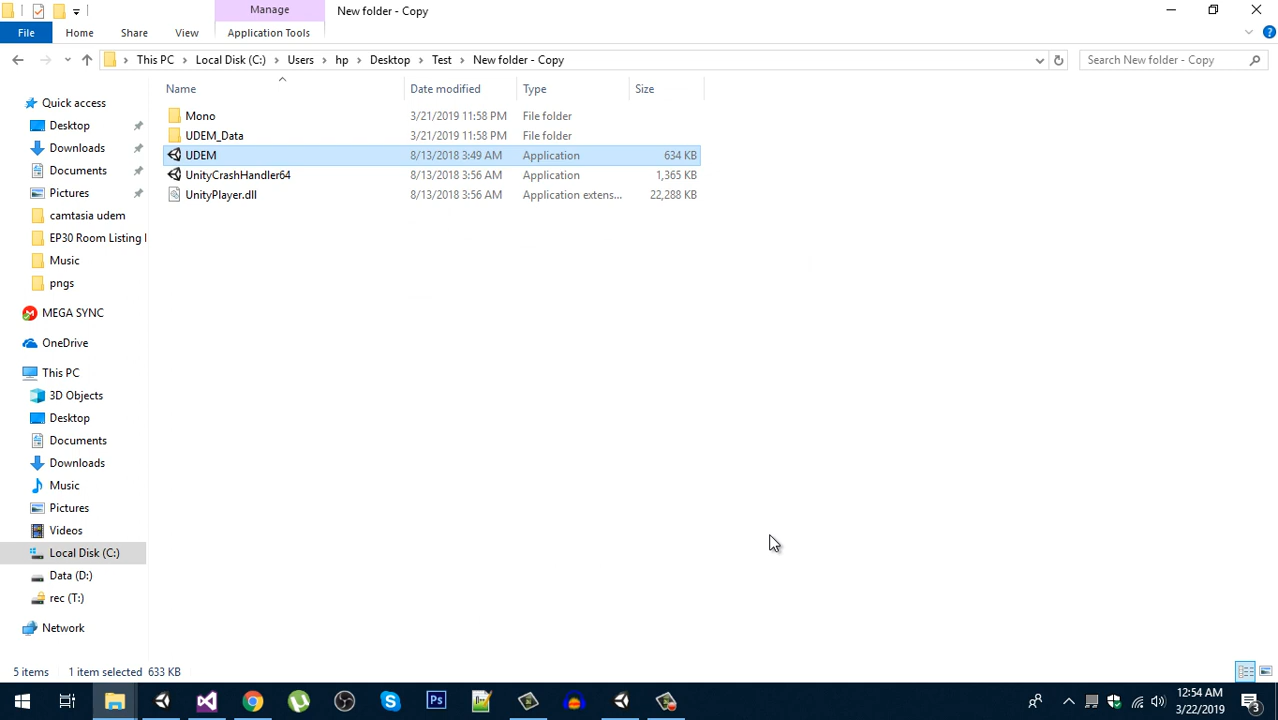 Manage
New folder - Copy
File
Home
Share
View
Application Tools
This PC
Local Disk (C:)
Users
hp
Desktop
Test
New folder - Copy
Search New folder - Copy
Name
Date modified
Type
Size
Mono
3/21/2019 11:58 PM
File folder
UDEM_Data
3/21/2019 11:58 PM
File folder
UDEM
8/13/2018 3:49 AM
Application
634 KB
UnityCrashHandler64
8/13/2018 3:56 AM
Application
1,365 KB
UnityPlayer.dll
8/13/2018 3:56 AM
Application extens...
22,288 KB
Quick access
Desktop
Downloads
Documents
Pictures
camtasia udem
EP30 Room Listing
Music
pngs
MEGA SYNC
OneDrive
This PC
3D Objects
Desktop
Documents
Downloads
Music
Pictures
Videos
Local Disk (C:)
Data (D:)
rec (T:)
Network
5 items
1 item selected 633 KB
Ps
12:54 AM
3/22/2019
3